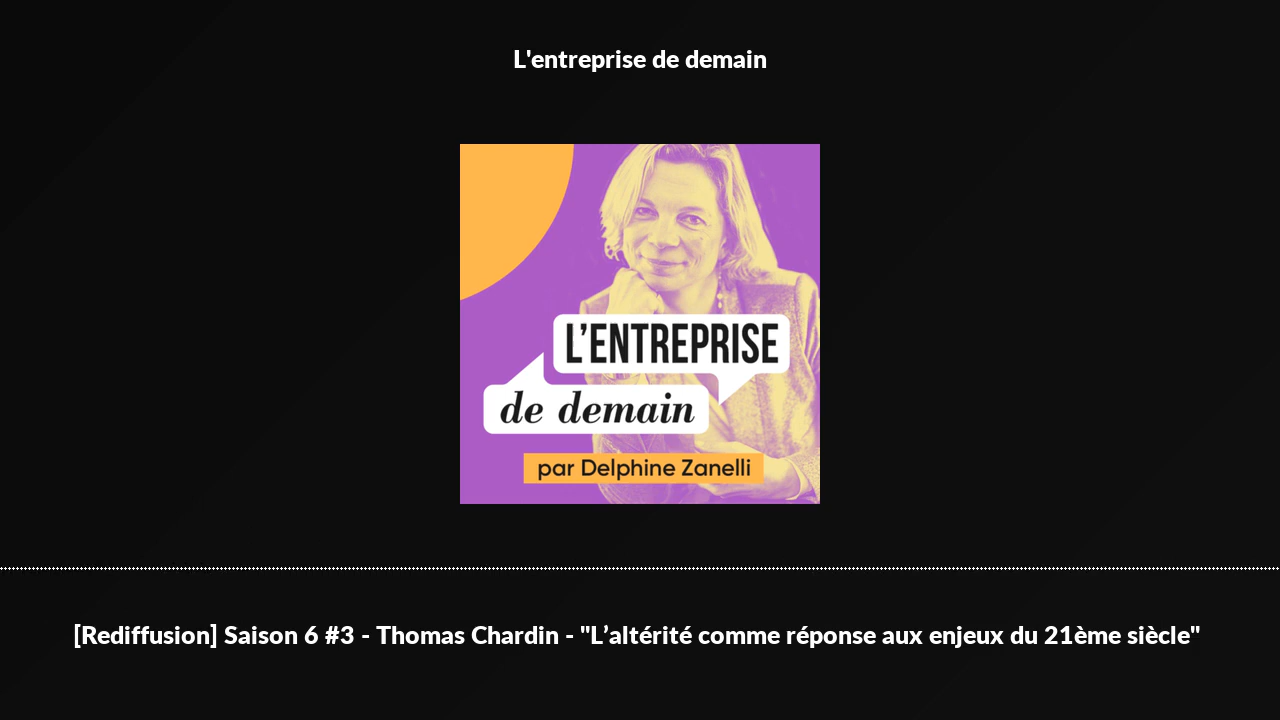 L'entreprise de demain
L’ENTREPRISE
de demain
par Delphine Zanelli
[Rediffusion] Saison 6 #3 - Thomas Chardin - "L’altérité comme réponse aux enjeux du 21ème siècle"